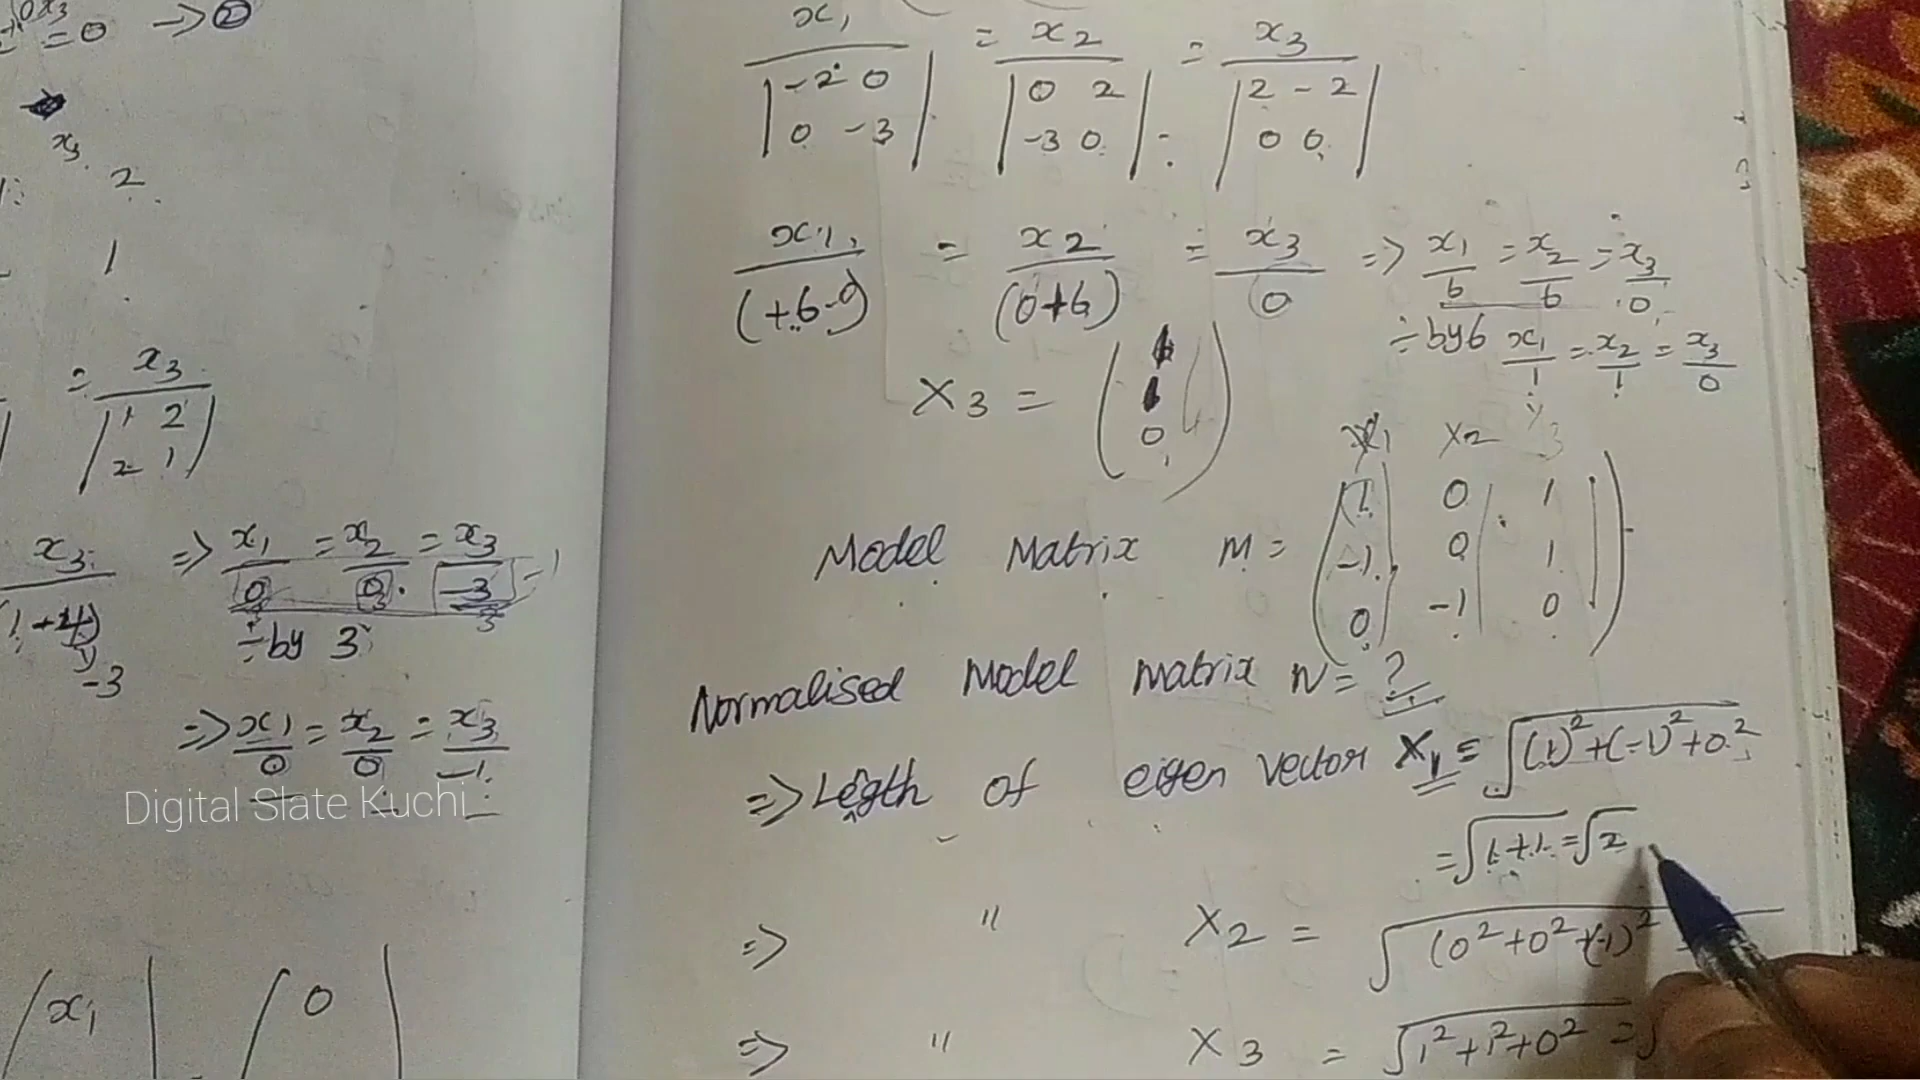 = 0 → ②
x3
2
1
= x3
| 1 2 |
| 2 1 |
x3 ⇒ x1/0 = x2/0 = x3/-3
÷ by 3
-3
⇒ x1/0 = x2/0 = x3/-1
Digital Slate Kuchi
x1
0
x1 = x2 = x3
| -2 0 | | 0 2 | = | 2 -2 |
| 0 -3 | | -3 0 | | 0 0 |
x1/(+6-0) = x2/(0+6) = x3/0 ⇒ x1/6 = x2/6 = x3/0
÷ by 6 x1/1 = x2/1 = x3/0
X3 = ( 1
1
0 )
x1 x2 x3
1 0 1
Model Matrix M = -1 0 1
0 -1 0
Normalised Model matrix N = ?
⇒ Legth of eigen vector X1 = √(1)²+(-1)²+0²
= √1+1 = √2
⇒ " X2 = √(0²+0²+(-1)²
⇒ " X3 = √1²+1²+0² = √